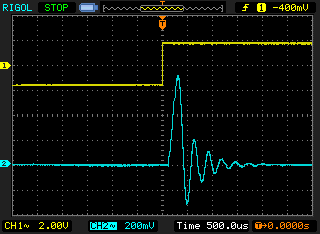 RIGOL STOP T f 1 -400mV
T
1
2
CH1~ 2.00V CH2~ 200mV Time 500.0us T→0.0000s